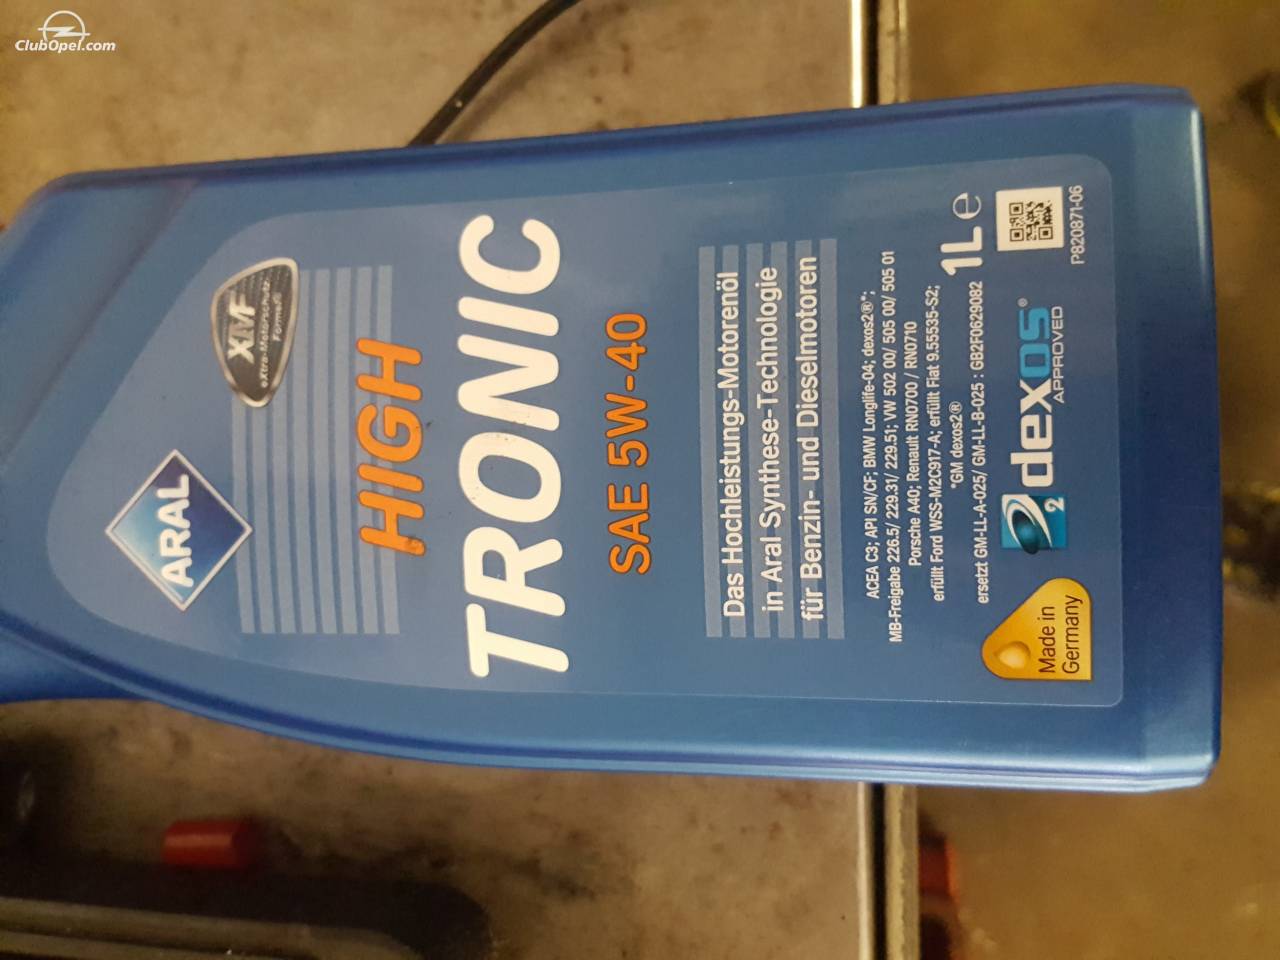 ClubOpel.com
XMF
eXtra-Motorschutz-
Formel
ARAL
HIGH
TRONIC
SAE 5W-40
Das Hochleistungs-Motorenöl
in Aral Synthese-Technologie
für Benzin- und Dieselmotoren
ACEA C3; API SN/CF; BMW Longlife-04; dexos2®*;
MB-Freigabe 226.5/ 229.31/ 229.51; VW 502 00/ 505 00/ 505 01
Porsche A40; Renault RN0700 / RN0710
erfüllt Ford WSS-M2C917-A; erfüllt Fiat 9.55535-S2;
*GM dexos2®
ersetzt GM-LL-A-025/ GM-LL-B-025 : GB2F0629082
1L e
2 dexos®
APPROVED
Made in
Germany
P820871-06